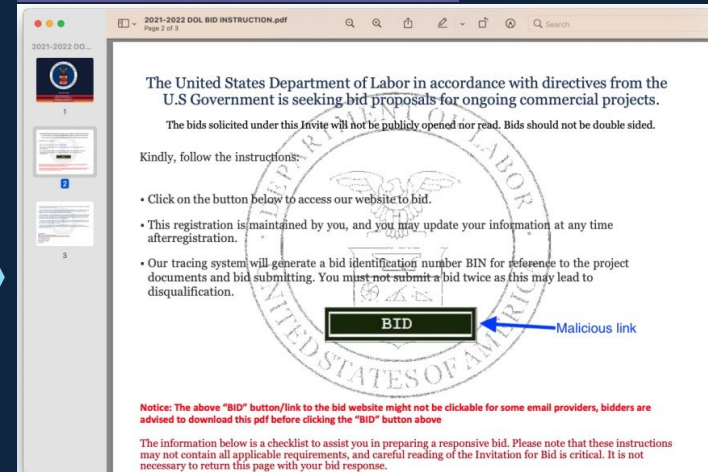 2021-2022 DOL BID INSTRUCTION.pdf
Page 2 of 3
Search
2021-2022 DO...
1
2
3
The United States Department of Labor in accordance with directives from the
U.S Government is seeking bid proposals for ongoing commercial projects.
The bids solicited under this Invite will not be publicly opened nor read. Bids should not be double sided.
Kindly, follow the instructions:
• Click on the button below to access our website to bid.
• This registration is maintained by you, and you may update your information at any time
afterregistration.
• Our tracing system will generate a bid identification number BIN for reference to the project
documents and bid submitting. You must not submit a bid twice as this may lead to
disqualification.
BID
Malicious link
DEPARTMENT OF LABOR
UNITED STATES OF AMERICA
Notice: The above "BID" button/link to the bid website might not be clickable for some email providers, bidders are
advised to download this pdf before clicking the "BID" button above
The information below is a checklist to assist you in preparing a responsive bid. Please note that these instructions
may not contain all applicable requirements, and careful reading of the Invitation for Bid is critical. It is not
necessary to return this page with your bid response.